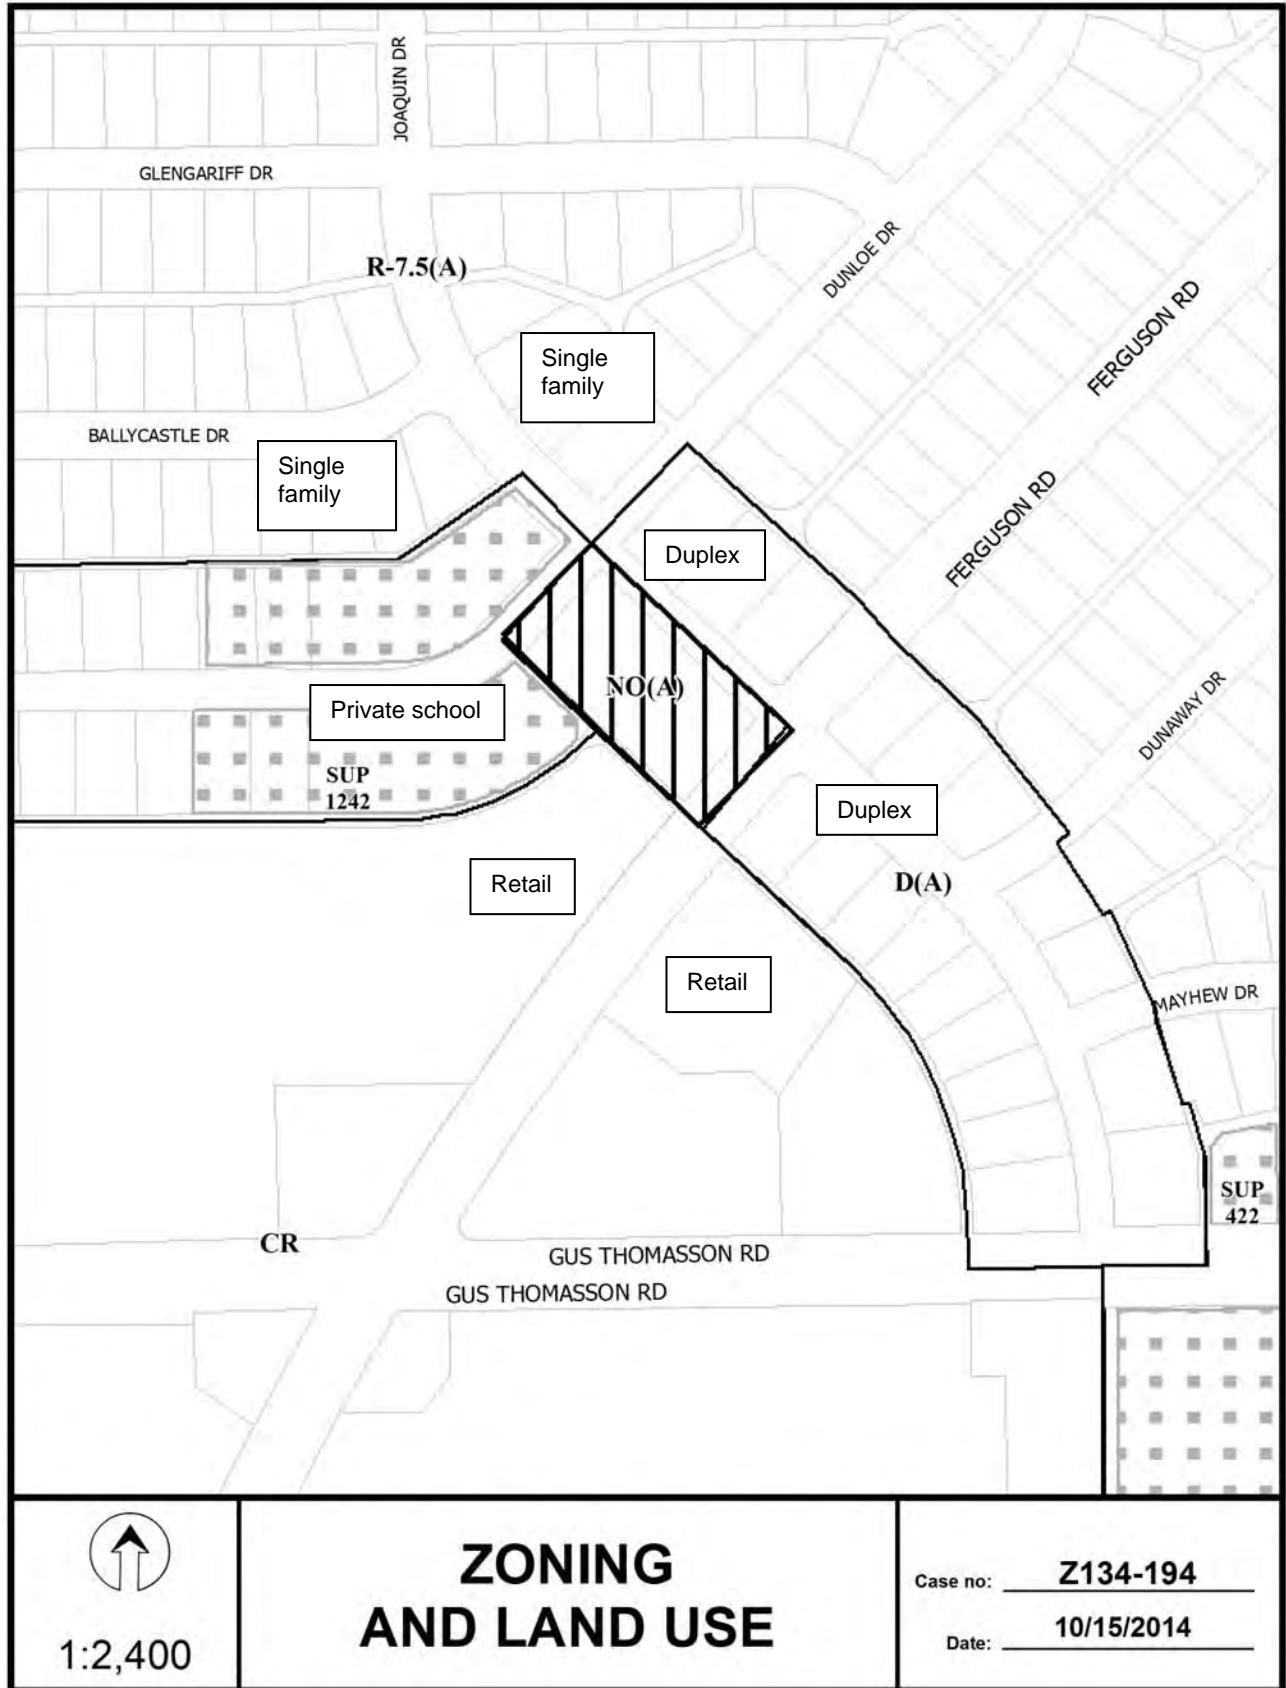 JOAQUIN DR
GLENGARIFF DR
R-7.5(A)
DUNLOE DR
FERGUSON RD
Single
family
BALLYCASTLE DR
Single
family
FERGUSON RD
Duplex
NO(A)
DUNAWAY DR
Private school
SUP
1242
Duplex
Retail
D(A)
Retail
MAYHEW DR
SUP
422
CR
GUS THOMASSON RD
GUS THOMASSON RD
1:2,400
ZONING
AND LAND USE
Case no: Z134-194
Date: 10/15/2014